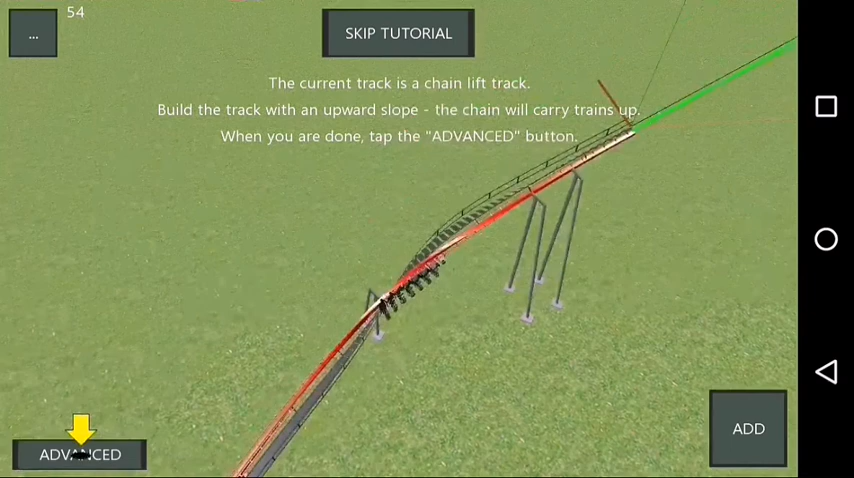 54
...
SKIP TUTORIAL
The current track is a chain lift track.
Build the track with an upward slope - the chain will carry trains up.
When you are done, tap the "ADVANCED" button.
ADD
ADVANCED